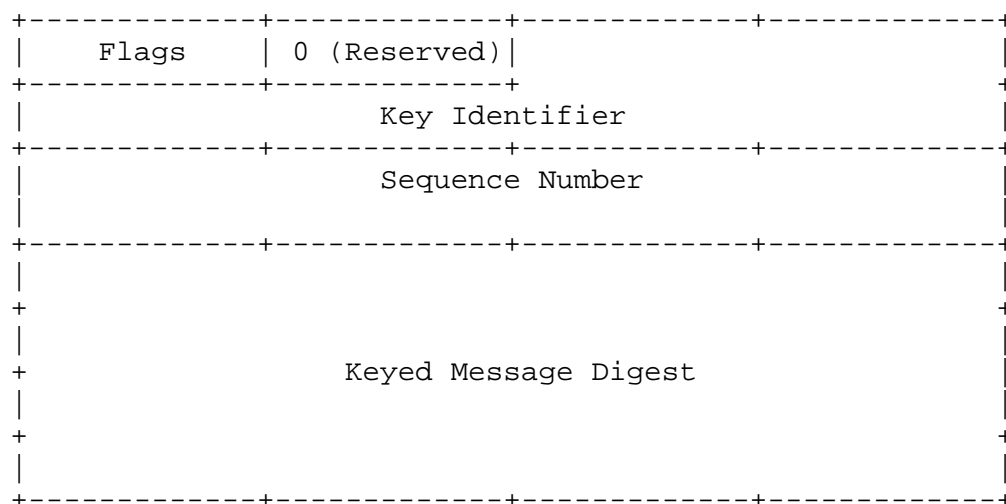 Flags 0 (Reserved)
Key Identifier
Sequence Number
Keyed Message Digest